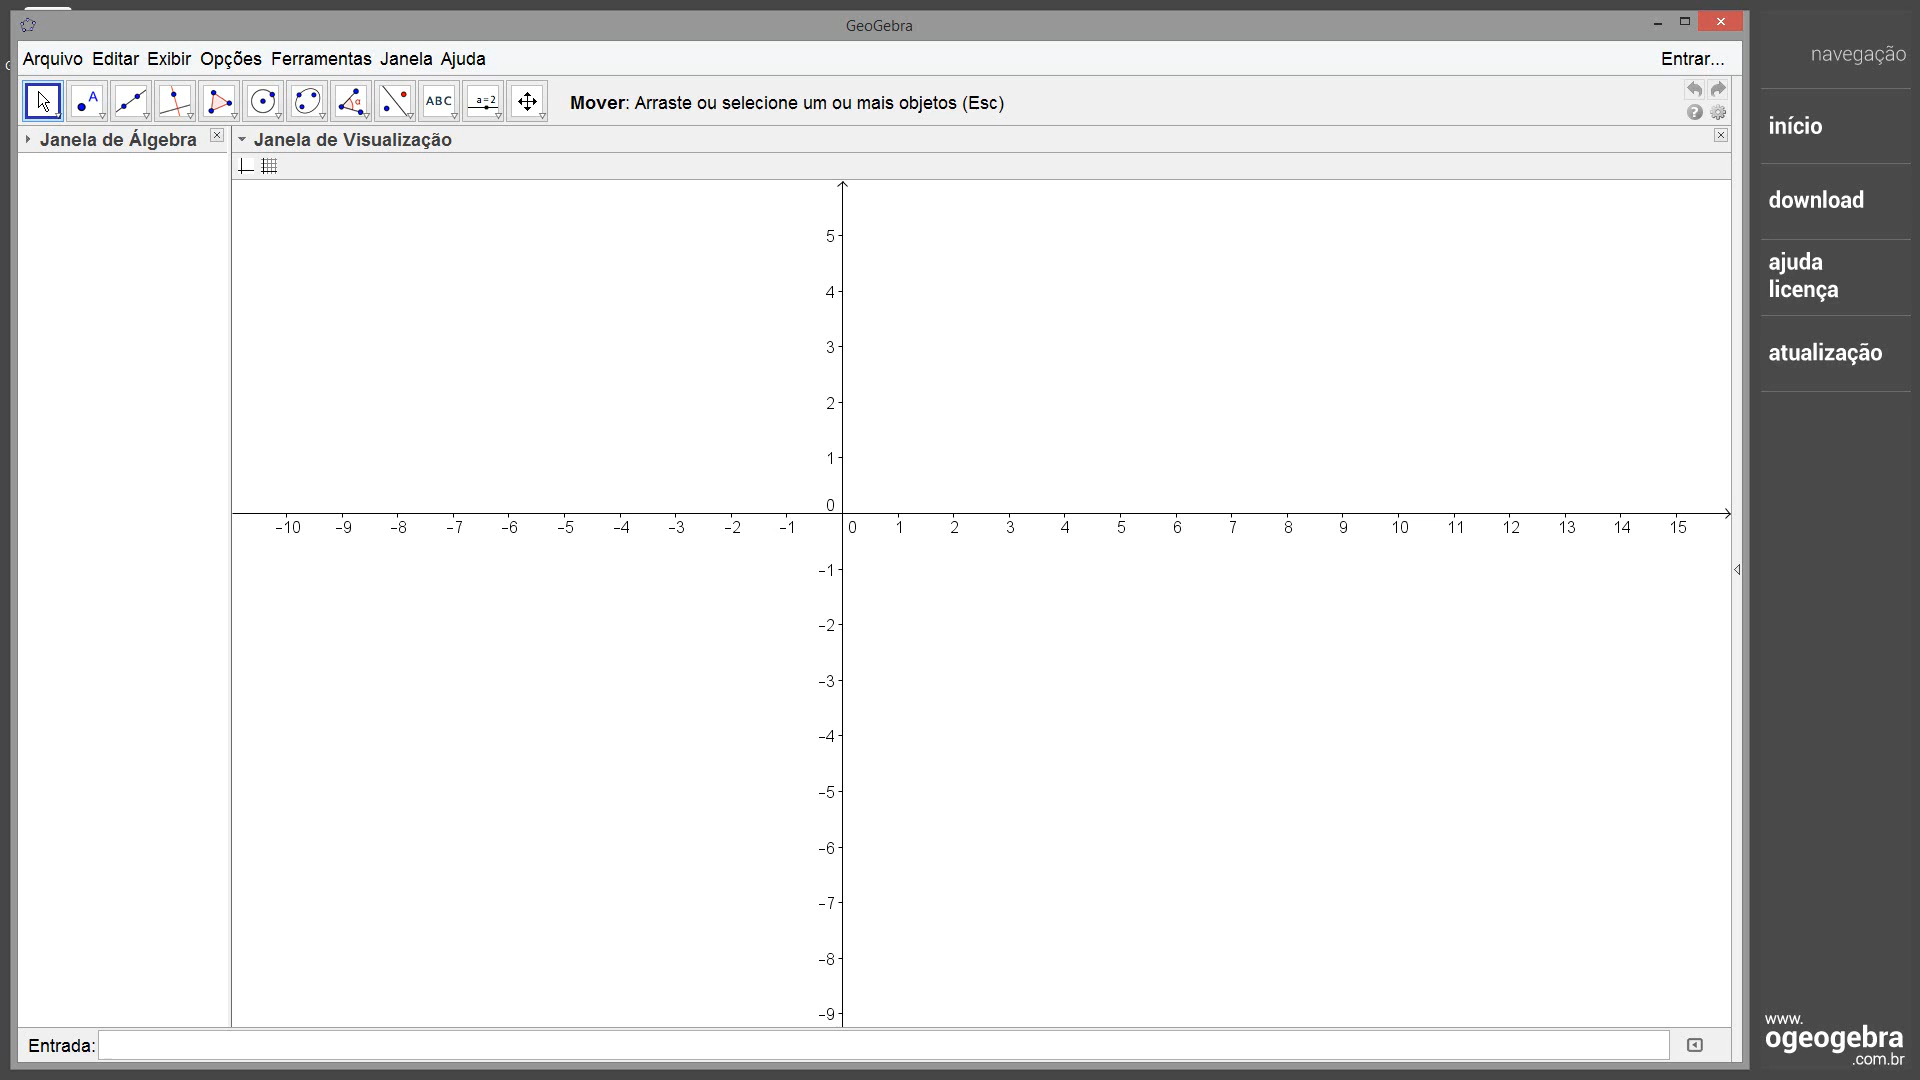 GeoGebra
Arquivo Editar Exibir Opções Ferramentas Janela Ajuda
Entrar...
A
α
ABC
a=2
Mover: Arraste ou selecione um ou mais objetos (Esc)
Janela de Álgebra
Janela de Visualização
5
4
3
2
1
0
−10 −9 −8 −7 −6 −5 −4 −3 −2 −1 0 1 2 3 4 5 6 7 8 9 10 11 12 13 14 15
−1
−2
−3
−4
−5
−6
−7
−8
−9
Entrada:
navegação
início
download
ajuda
licença
atualização
www.
ogeogebra
.com.br